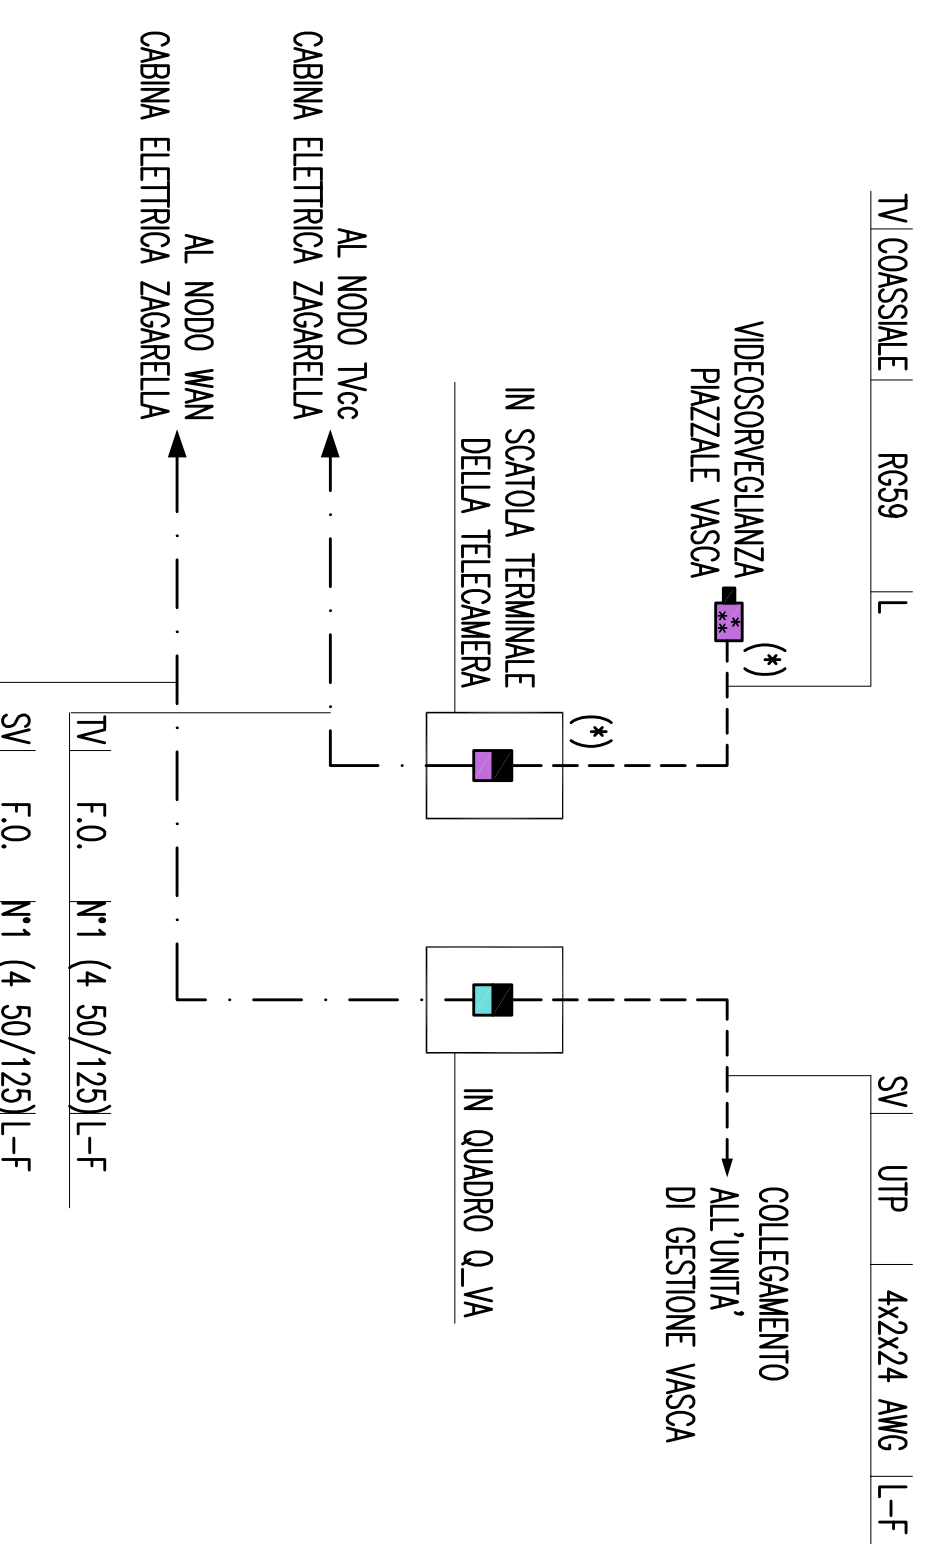 TV COASSIALE RG59 L
SV UTP 4x2x24 AWG L-F
VIDEOSORVEGLIANZA
PIAZZALE VASCA
* **
(*)
COLLEGAMENTO
ALL'UNITA'
DI GESTIONE VASCA
(*)
IN SCATOLA TERMINALE
DELLA TELECAMERA
IN QUADRO Q_VA
AL NODO TVcc
CABINA ELETTRICA ZAGARELLA
AL NODO WAN
CABINA ELETTRICA ZAGARELLA
TV F.O. N°1 (4 50/125) L-F
SV F.O. N°1 (4 50/125) L-F